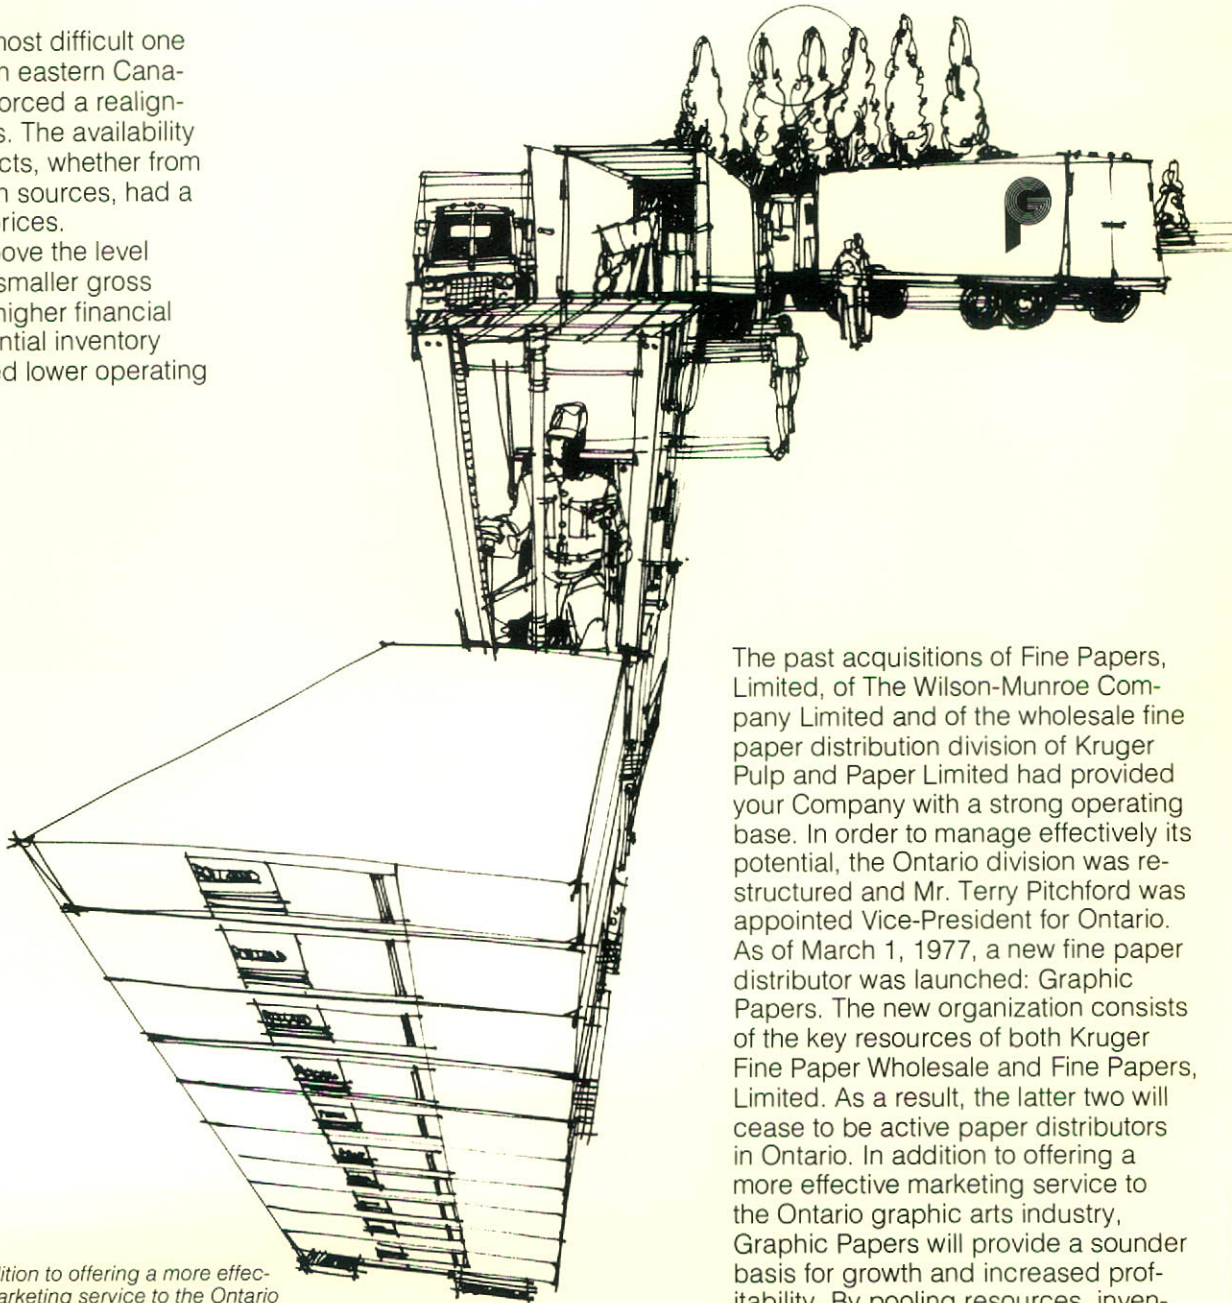 most difficult one
n eastern Cana-
orced a realign-
s. The availability
cts, whether from
n sources, had a
rices.
ove the level
smaller gross
higher financial
ntial inventory
ed lower operating
The past acquisitions of Fine Papers,
Limited, of The Wilson-Munroe Com-
pany Limited and of the wholesale fine
paper distribution division of Kruger
Pulp and Paper Limited had provided
your Company with a strong operating
base. In order to manage effectively its
potential, the Ontario division was re-
structured and Mr. Terry Pitchford was
appointed Vice-President for Ontario.
As of March 1, 1977, a new fine paper
distributor was launched: Graphic
Papers. The new organization consists
of the key resources of both Kruger
Fine Paper Wholesale and Fine Papers,
Limited. As a result, the latter two will
cease to be active paper distributors
in Ontario. In addition to offering a
more effective marketing service to
the Ontario graphic arts industry,
Graphic Papers will provide a sounder
basis for growth and increased prof-
itability. By pooling resources, inven-
dition to offering a more effec-
arketing service to the Ontario